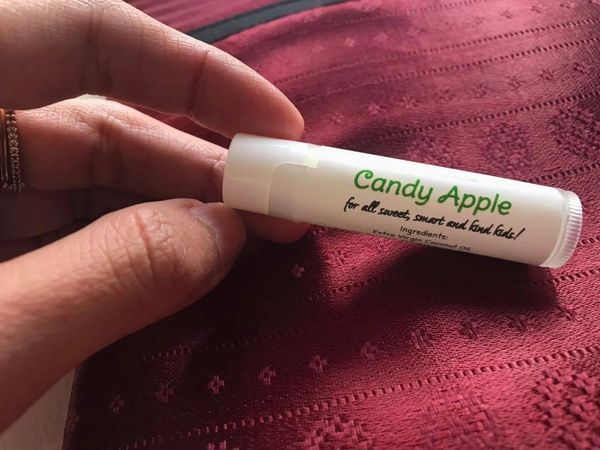 Candy Apple
for all sweet, smart and kind kids!
Ingredients:
Extra Virgin Coconut Oil,